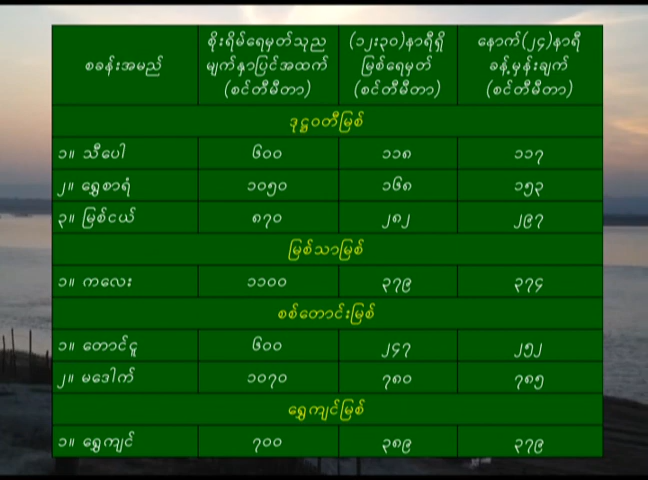 စခန်းအမည်
စိုးရိမ်ရေမှတ်သုည
မျက်နှာပြင်အထက်
(စင်တီမီတာ)
(၁၂း၃၀)နာရီရှိ
မြစ်ရေမှတ်
(စင်တီမီတာ)
နောက်(၂၄)နာရီ
ခန့်မှန်းချက်
(စင်တီမီတာ)
ဒုဋ္ဌဝတီမြစ်
၁။ သီပေါ ၆၀၀ ၁၁၈ ၁၁၇
၂။ ရွှေစာရံ ၁၀၅၀ ၁၆၈ ၁၅၃
၃။ မြစ်ငယ် ၈၇၀ ၂၈၂ ၂၉၇
မြစ်သာမြစ်
၁။ ကလေး ၁၁၀၀ ၃၇၉ ၃၇၄
စစ်တောင်းမြစ်
၁။ တောင်ငူ ၆၀၀ ၂၄၇ ၂၅၂
၂။ မဒေါက် ၁၀၇၀ ၇၈၀ ၇၈၅
ရွှေကျင်မြစ်
၁။ ရွှေကျင် ၇၀၀ ၃၈၉ ၃၇၉